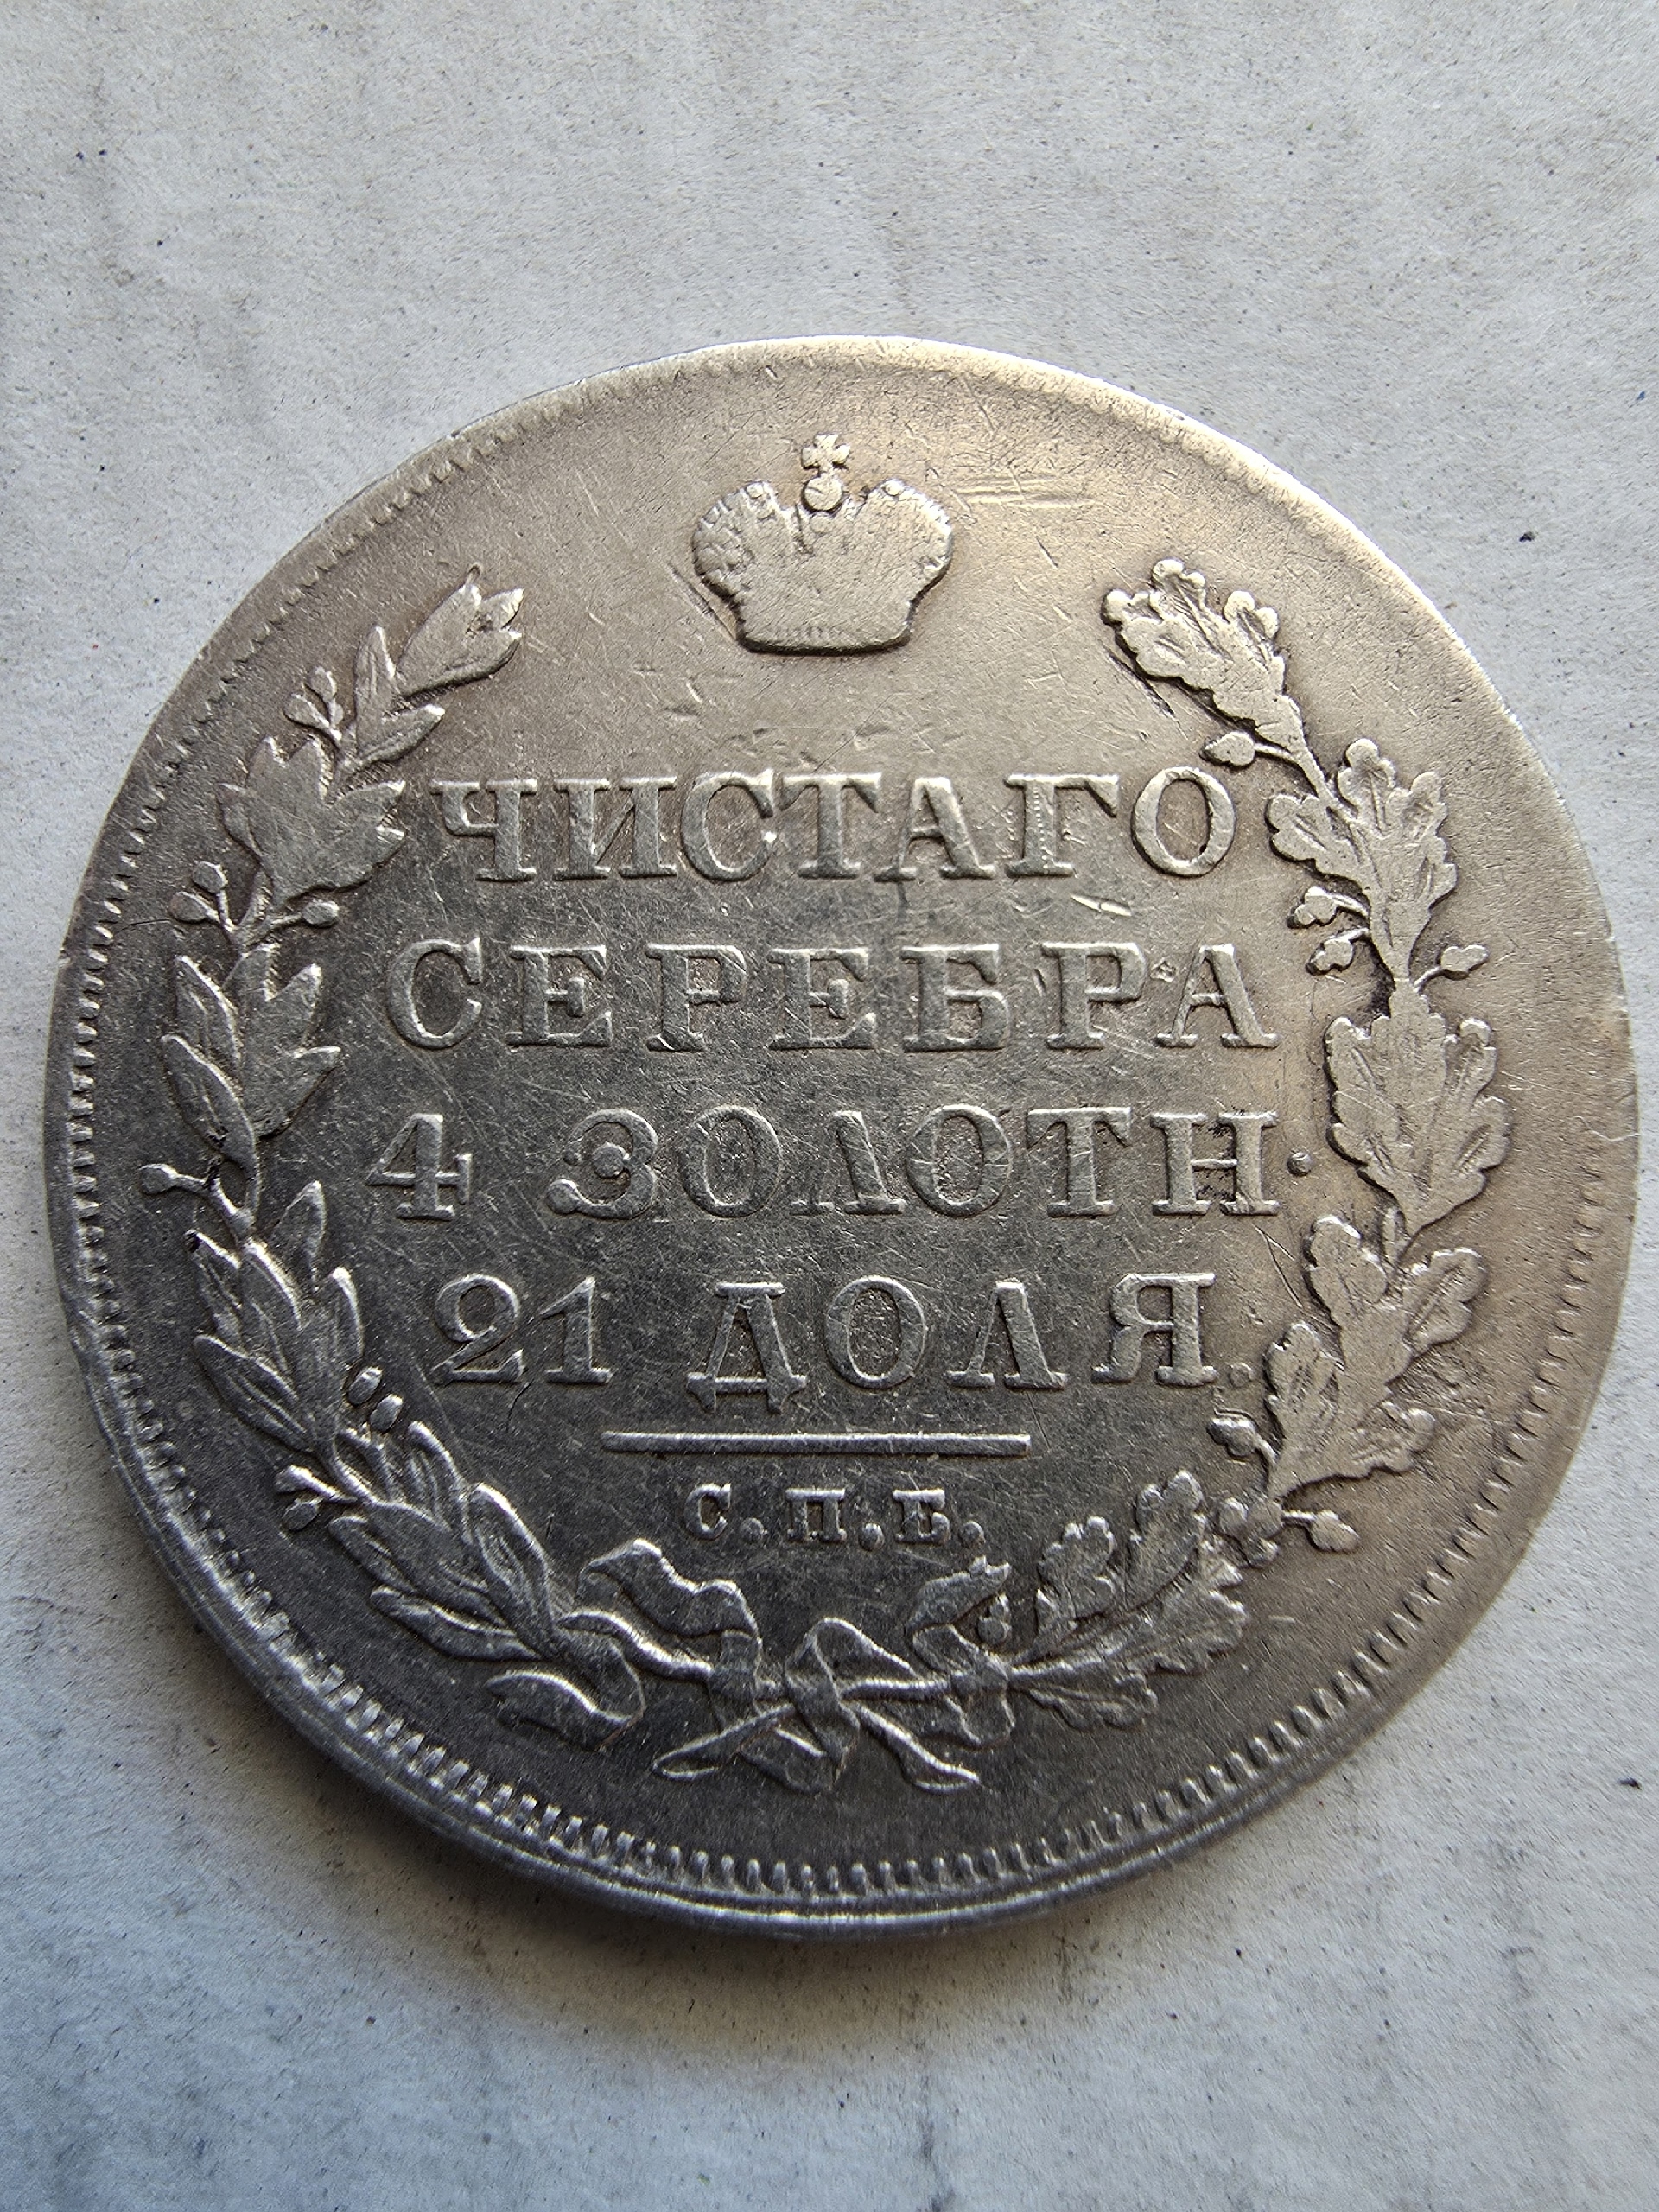 ЧИСТАГО
СЕРЕБРА
4 ЗОЛОТН.
21 ДОЛЯ.
С.П.Б.